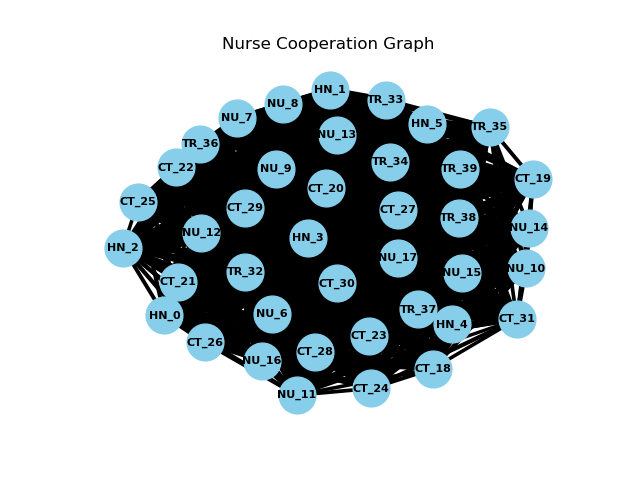 Nurse Cooperation Graph
HN_1
TR_33
NU_8
NU_7
HN_5
TR_35
NU_13
TR_36
TR_34
CT_22
NU_9
TR_39
CT_19
CT_20
CT_25
CT_29
CT_27
TR_38
NU_14
NU_12
HN_3
HN_2
NU_17
NU_10
TR_32
NU_15
CT_21
CT_30
TR_37
NU_6
HN_0
CT_31
HN_4
CT_23
CT_26
CT_28
NU_16
CT_18
CT_24
NU_11